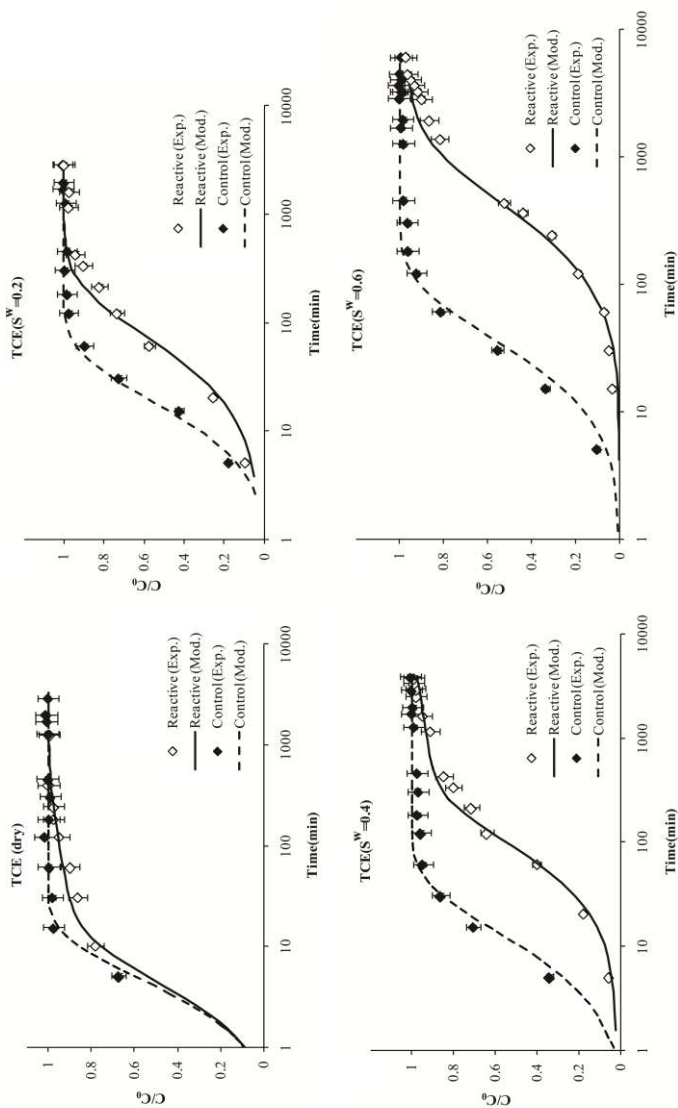 TCE (dry)
C/C₀
1
0.8
0.6
0.4
0.2
0
1
10
100
1000
10000
Time(min)
Reactive (Exp.)
Reactive (Mod.)
Control (Exp.)
Control (Mod.)
TCE(Sᵂ=0.2)
C/C₀
1
0.8
0.6
0.4
0.2
0
1
10
100
1000
10000
Time(min)
Reactive (Exp.)
Reactive (Mod.)
Control (Exp.)
Control (Mod.)
TCE(Sᵂ=0.4)
C/C₀
1
0.8
0.6
0.4
0.2
0
1
10
100
1000
10000
Time(min)
Reactive (Exp.)
Reactive (Mod.)
Control (Exp.)
Control (Mod.)
TCE(Sᵂ=0.6)
C/C₀
1
0.8
0.6
0.4
0.2
0
1
10
100
1000
10000
Time(min)
Reactive (Exp.)
Reactive (Mod.)
Control (Exp.)
Control (Mod.)